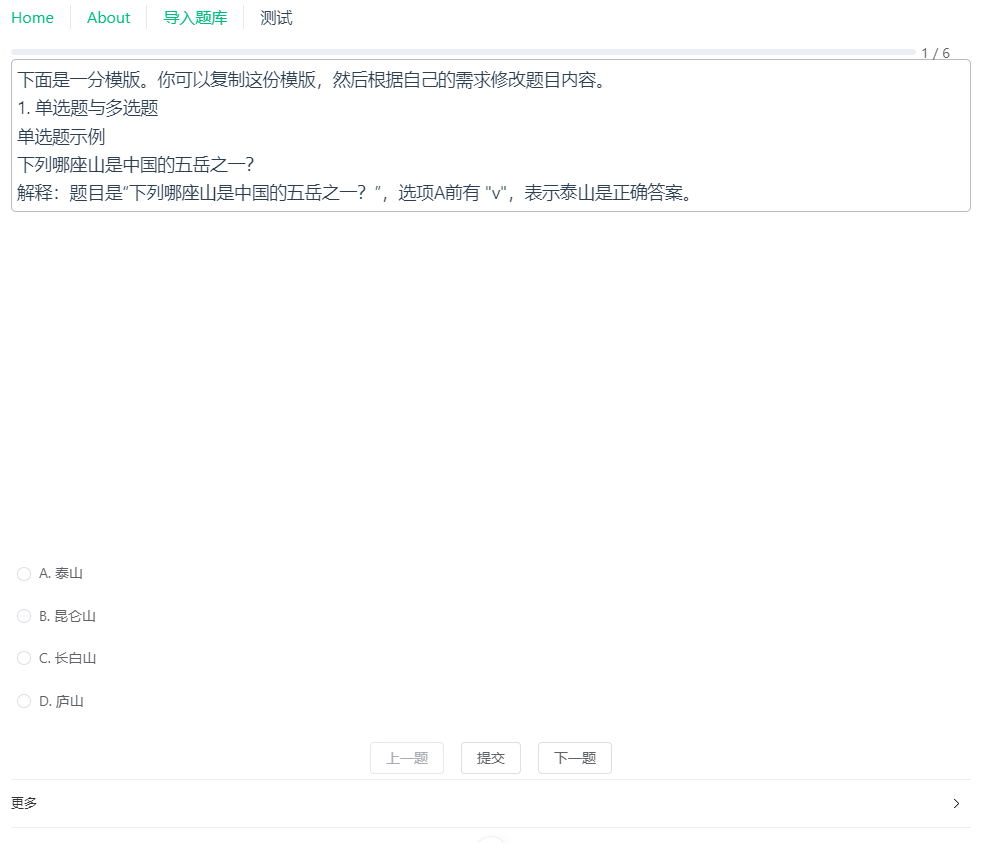 Home About 导入题库 测试
1 / 6
下面是一分模版。你可以复制这份模版，然后根据自己的需求修改题目内容。
1. 单选题与多选题
单选题示例
下列哪座山是中国的五岳之一？
解释：题目是“下列哪座山是中国的五岳之一？”，选项A前有 "v"，表示泰山是正确答案。
A. 泰山
B. 昆仑山
C. 长白山
D. 庐山
上一题 提交 下一题
更多